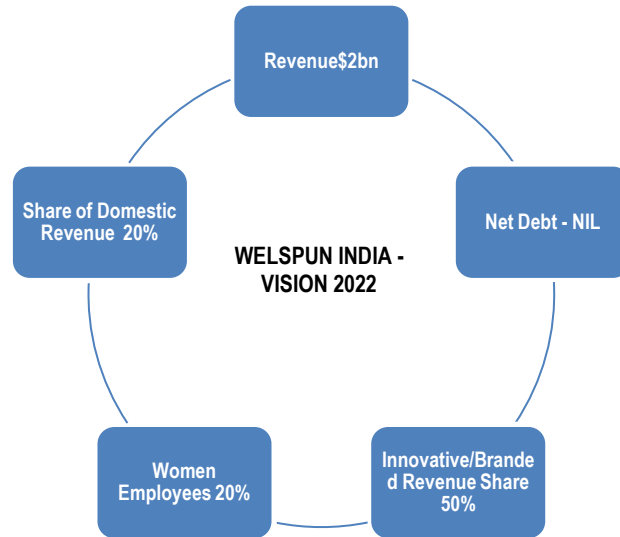 Revenue$2bn
Net Debt - NIL
Innovative/Brande
d Revenue Share
50%
Women
Employees 20%
Share of Domestic
Revenue 20%
WELSPUN INDIA -
VISION 2022